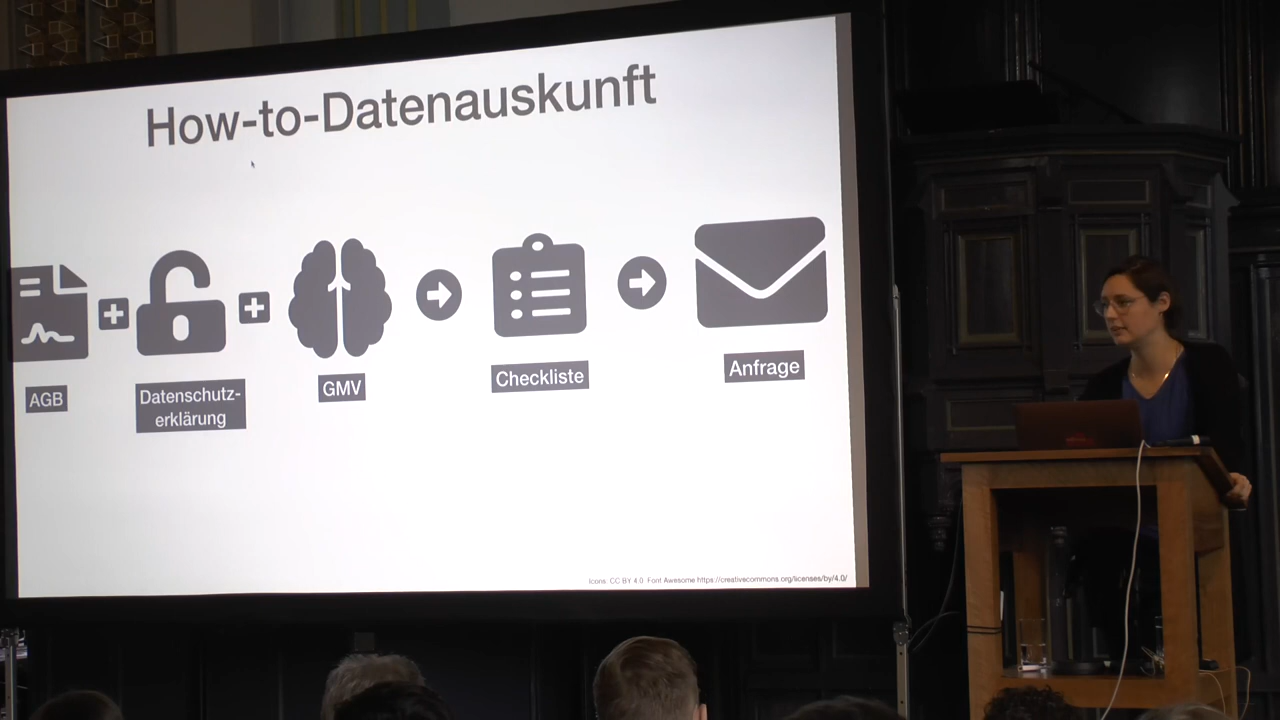 How-to-Datenauskunft
AGB
Datenschutz-
erklärung
GMV
Checkliste
Anfrage
Icons: CC BY 4.0 Font Awesome https://creativecommons.org/licenses/by/4.0/